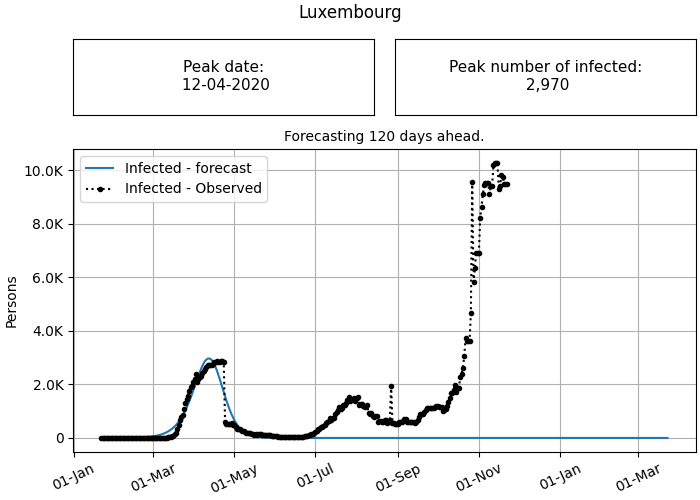 Luxembourg
Peak date:
12-04-2020
Peak number of infected:
2,970
Forecasting 120 days ahead.
Infected - forecast
Infected - Observed
10.0K
8.0K
6.0K
4.0K
2.0K
0
Persons
01-Jan
01-Mar
01-May
01-Jul
01-Sep
01-Nov
01-Jan
01-Mar